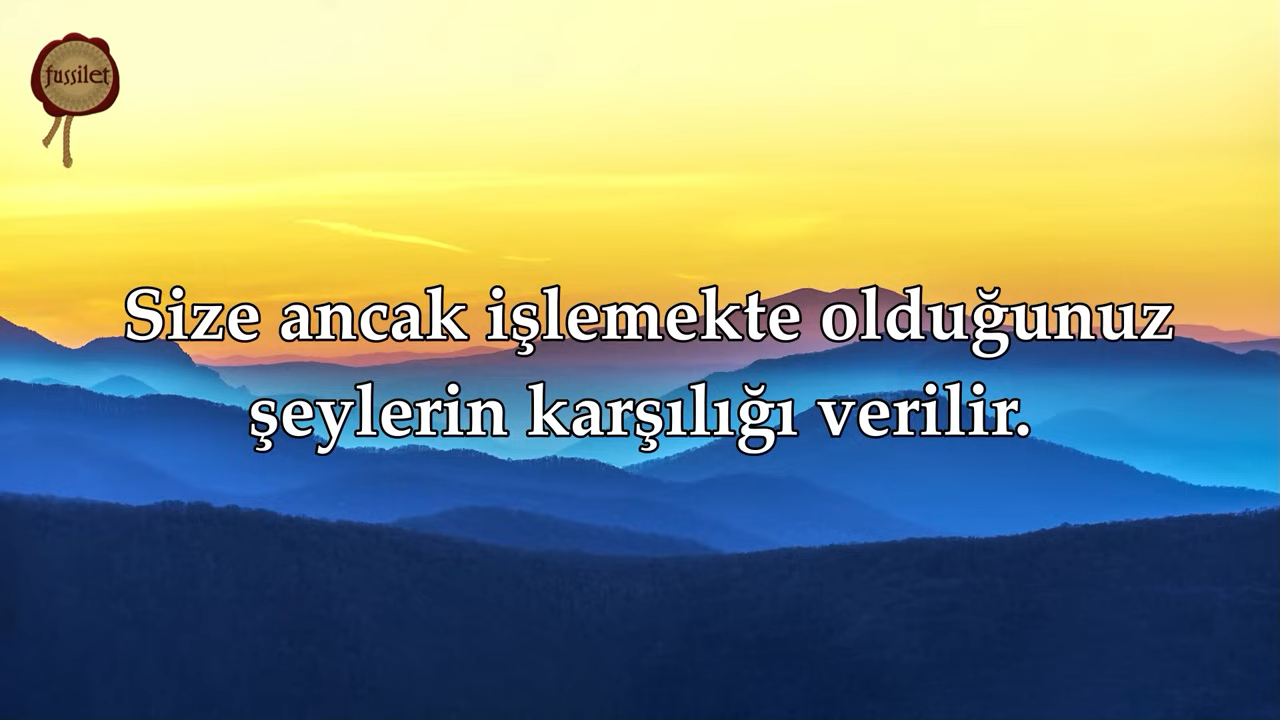 fussilet
Size ancak işlemekte olduğunuz
şeylerin karşılığı verilir.